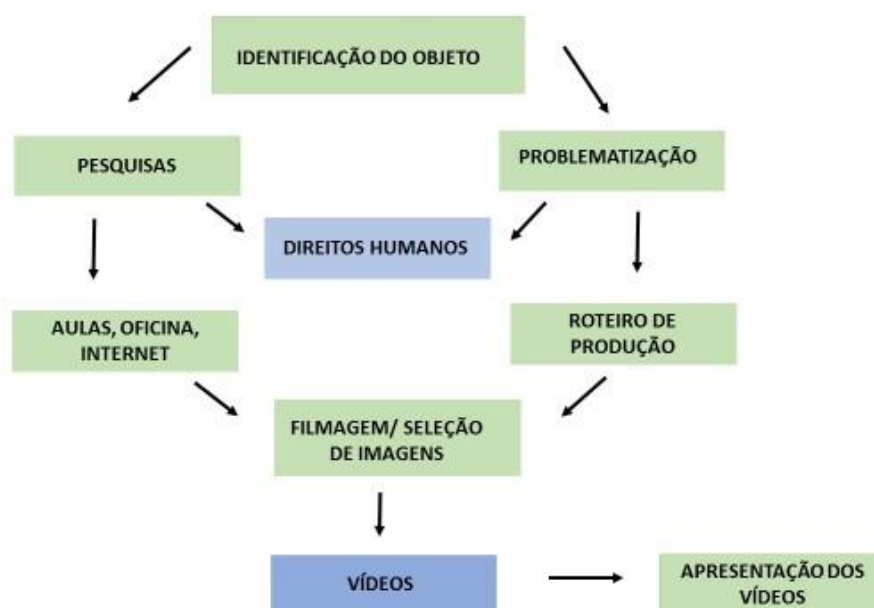 IDENTIFICAÇÃO DO OBJETO
PESQUISAS
PROBLEMATIZAÇÃO
DIREITOS HUMANOS
AULAS, OFICINA,
INTERNET
ROTEIRO DE
PRODUÇÃO
FILMAGEM/ SELEÇÃO
DE IMAGENS
VÍDEOS
APRESENTAÇÃO DOS
VÍDEOS